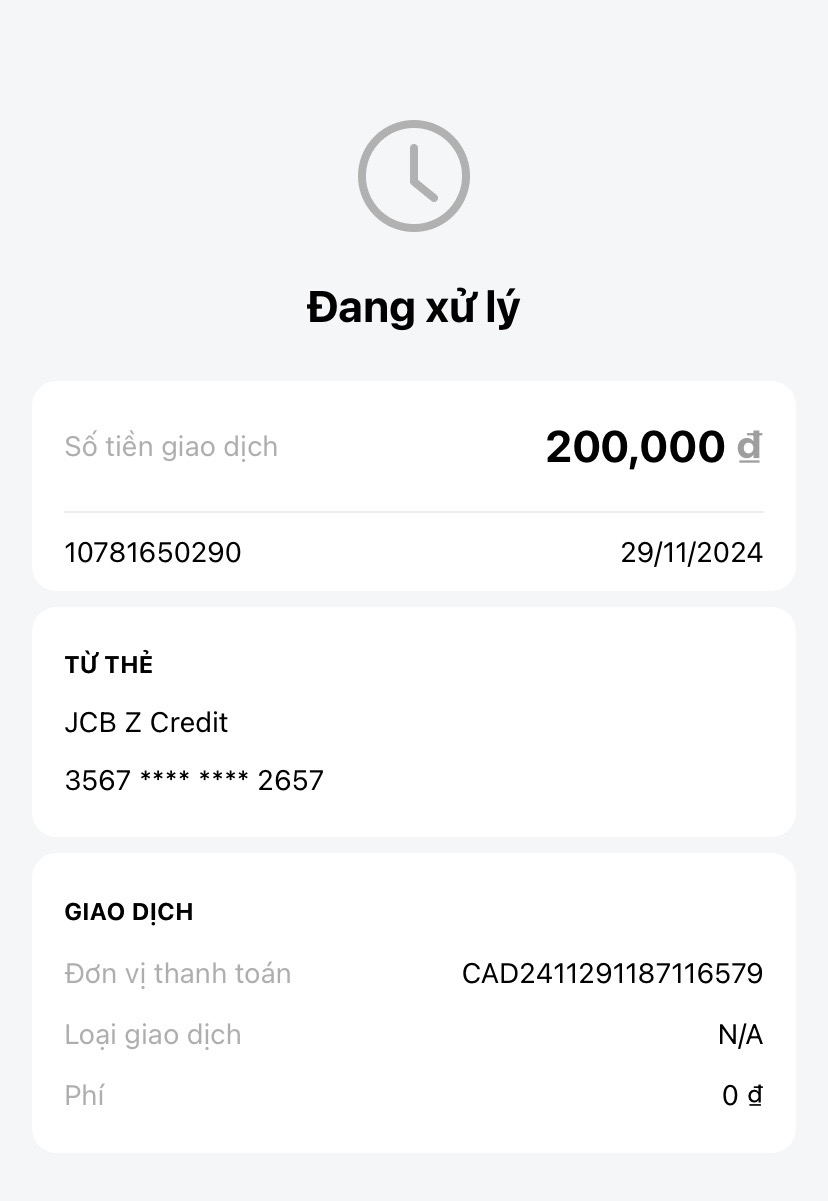 Đang xử lý
Số tiền giao dịch 200,000 ₫
10781650290 29/11/2024
TỪ THẺ
JCB Z Credit
3567 **** **** 2657
GIAO DỊCH
Đơn vị thanh toán CAD2411291187116579
Loại giao dịch N/A
Phí 0 ₫